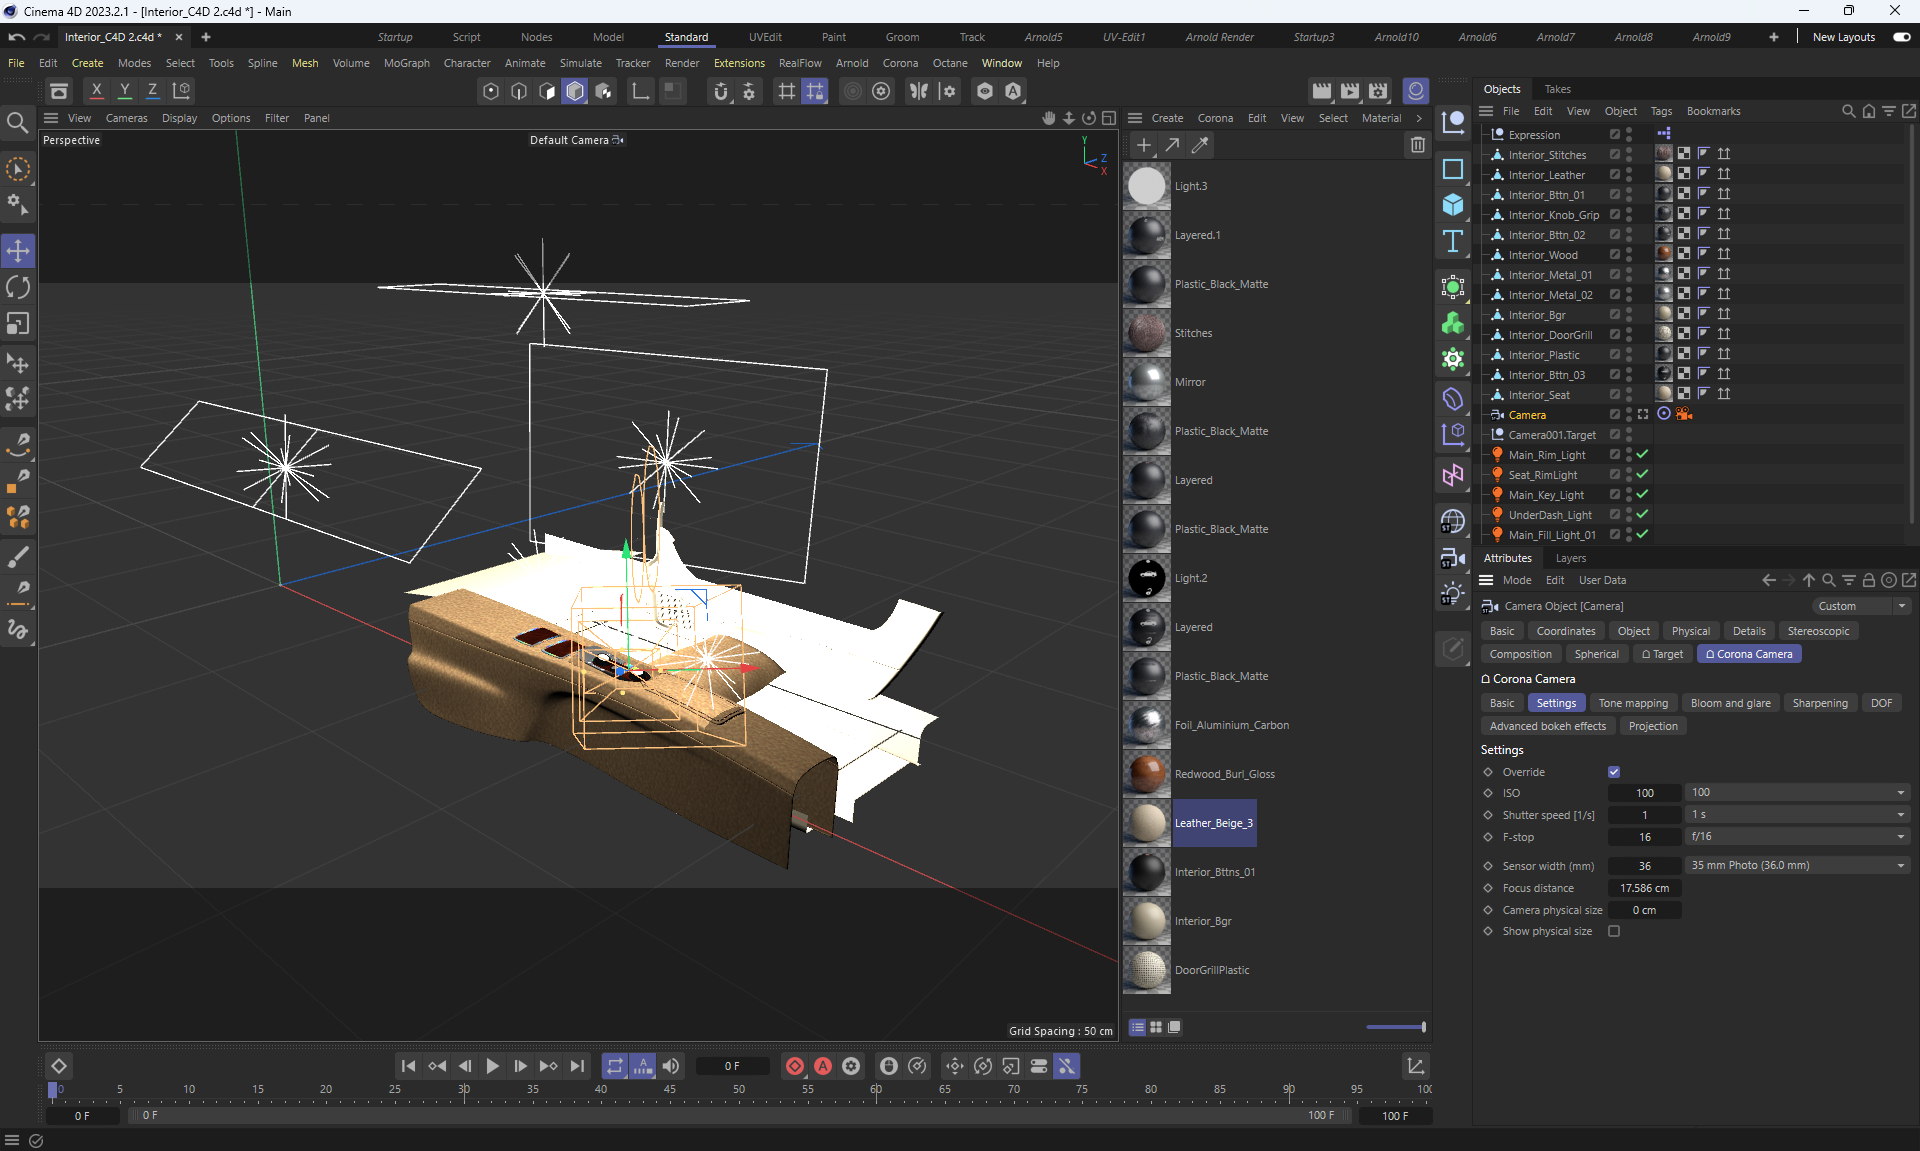 Cinema 4D 2023.2.1 - [Interior_C4D 2.c4d *] - Main
Interior_C4D 2.c4d *
Startup Script Nodes Model Standard UVEdit Paint Groom Track Arnold5 UV-Edit1 Arnold Render Startup3 Arnold10 Arnold6 Arnold7 Arnold8 Arnold9 New Layouts
File Edit Create Modes Select Tools Spline Mesh Volume MoGraph Character Animate Simulate Tracker Render Extensions RealFlow Arnold Corona Octane Window Help
X Y Z
View Cameras Display Options Filter Panel
Perspective
Default Camera
Y
Z
X
Grid Spacing : 50 cm
Create Corona Edit View Select Material
Light.3
Layered.1
Plastic_Black_Matte
Stitches
Mirror
Plastic_Black_Matte
Layered
Plastic_Black_Matte
Light.2
Layered
Plastic_Black_Matte
Foil_Aluminium_Carbon
Redwood_Burl_Gloss
Leather_Beige_3
Interior_Bttns_01
Interior_Bgr
DoorGrillPlastic
Objects Takes
File Edit View Object Tags Bookmarks
Expression
Interior_Stitches
Interior_Leather
Interior_Bttn_01
Interior_Knob_Grip
Interior_Bttn_02
Interior_Wood
Interior_Metal_01
Interior_Metal_02
Interior_Bgr
Interior_DoorGrill
Interior_Plastic
Interior_Bttn_03
Interior_Seat
Camera
Camera001.Target
Main_Rim_Light
Seat_RimLight
Main_Key_Light
UnderDash_Light
Main_Fill_Light_01
Attributes Layers
Mode Edit User Data
Camera Object [Camera] Custom
Basic Coordinates Object Physical Details Stereoscopic
Composition Spherical Target Corona Camera
Corona Camera
Basic Settings Tone mapping Bloom and glare Sharpening DOF
Advanced bokeh effects Projection
Settings
Override
ISO 100 100
Shutter speed [1/s] 1 1 s
F-stop 16 f/16
Sensor width (mm) 36 35 mm Photo (36.0 mm)
Focus distance 17.586 cm
Camera physical size 0 cm
Show physical size
0 F
0 5 10 15 20 25 30 35 40 45 50 55 60 65 70 75 80 85 90 95 100
0 F 0 F 100 F 100 F